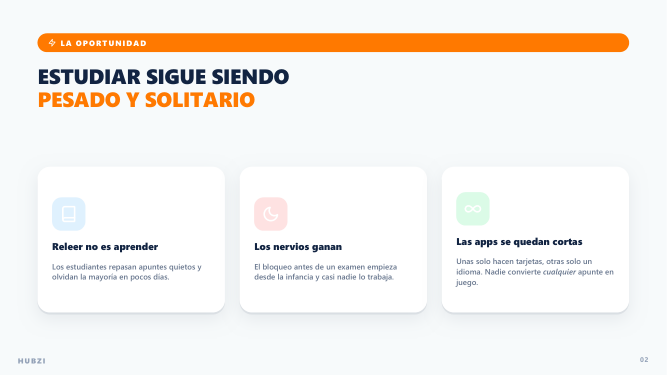 LA OPORTUNIDAD
ESTUDIAR SIGUE SIENDO
PESADO Y SOLITARIO
Releer no es aprender
Los estudiantes repasan apuntes quietos y
olvidan la mayoría en pocos días.
Los nervios ganan
El bloqueo antes de un examen empieza
desde la infancia y casi nadie lo trabaja.
Las apps se quedan cortas
Unas solo hacen tarjetas, otras solo un
idioma. Nadie convierte cualquier apunte en
juego.
HUBZI
02